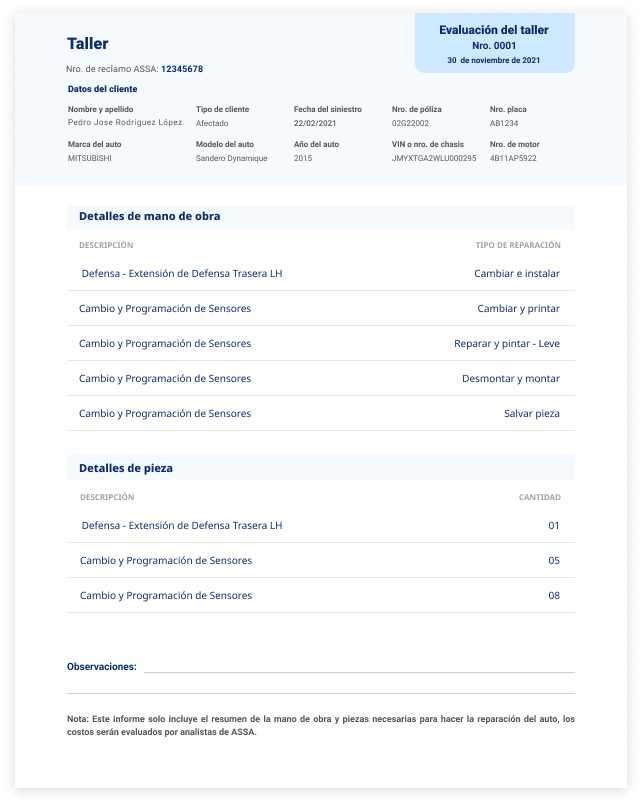 Taller
Evaluación del taller
Nro. 0001
30 de noviembre de 2021
Nro. de reclamo ASSA: 12345678
Datos del cliente
Nombre y apellido Tipo de cliente Fecha del siniestro Nro. de póliza Nro. placa
Pedro Jose Rodriguez López Afectado 22/02/2021 02G22002 AB1234
Marca del auto Modelo del auto Año del auto VIN o nro. de chasis Nro. de motor
MITSUBISHI Sandero Dynamique 2015 JMYXTGA2WLU000295 4B11AP5922
Detalles de mano de obra
DESCRIPCIÓN TIPO DE REPARACIÓN
Defensa - Extensión de Defensa Trasera LH Cambiar e instalar
Cambio y Programación de Sensores Cambiar y printar
Cambio y Programación de Sensores Reparar y pintar - Leve
Cambio y Programación de Sensores Desmontar y montar
Cambio y Programación de Sensores Salvar pieza
Detalles de pieza
DESCRIPCIÓN CANTIDAD
Defensa - Extensión de Defensa Trasera LH 01
Cambio y Programación de Sensores 05
Cambio y Programación de Sensores 08
Observaciones:
Nota: Este informe solo incluye el resumen de la mano de obra y piezas necesarias para hacer la reparación del auto, los
costos serán evaluados por analistas de ASSA.